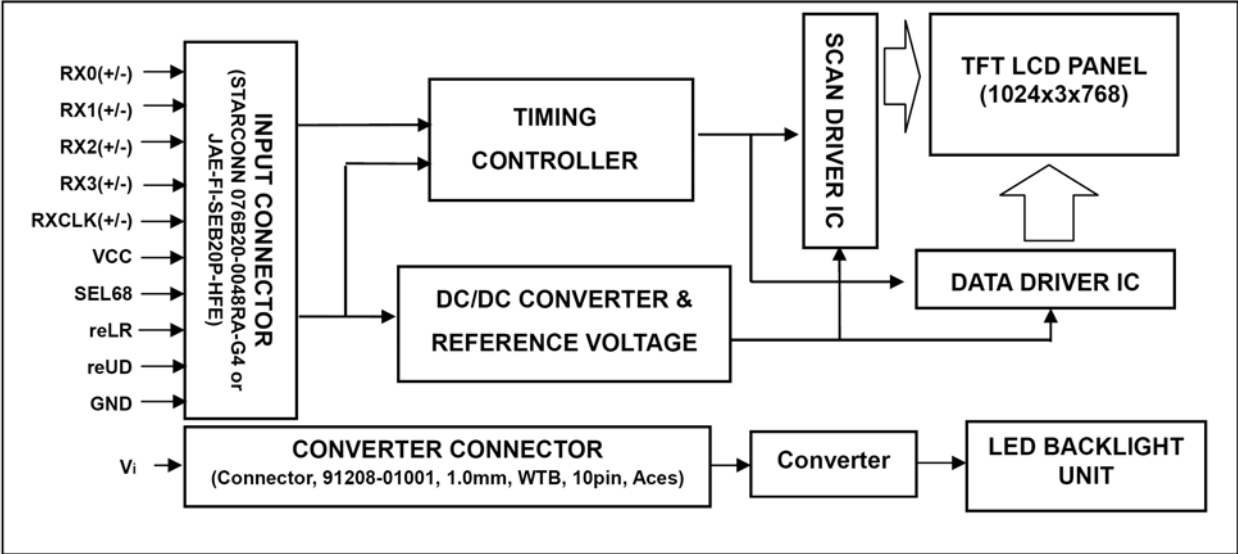 RX0(+/-)
RX1(+/-)
RX2(+/-)
RX3(+/-)
RXCLK(+/-)
VCC
SEL68
reLR
reUD
GND
INPUT CONNECTOR
(STARCONN 076B20-0048RA-G4 or
JAE-FI-SEB20P-HFE)
TIMING
CONTROLLER
DC/DC CONVERTER &
REFERENCE VOLTAGE
SCAN DRIVER IC
TFT LCD PANEL
(1024x3x768)
DATA DRIVER IC
Vi
CONVERTER CONNECTOR
(Connector, 91208-01001, 1.0mm, WTB, 10pin, Aces)
Converter
LED BACKLIGHT
UNIT